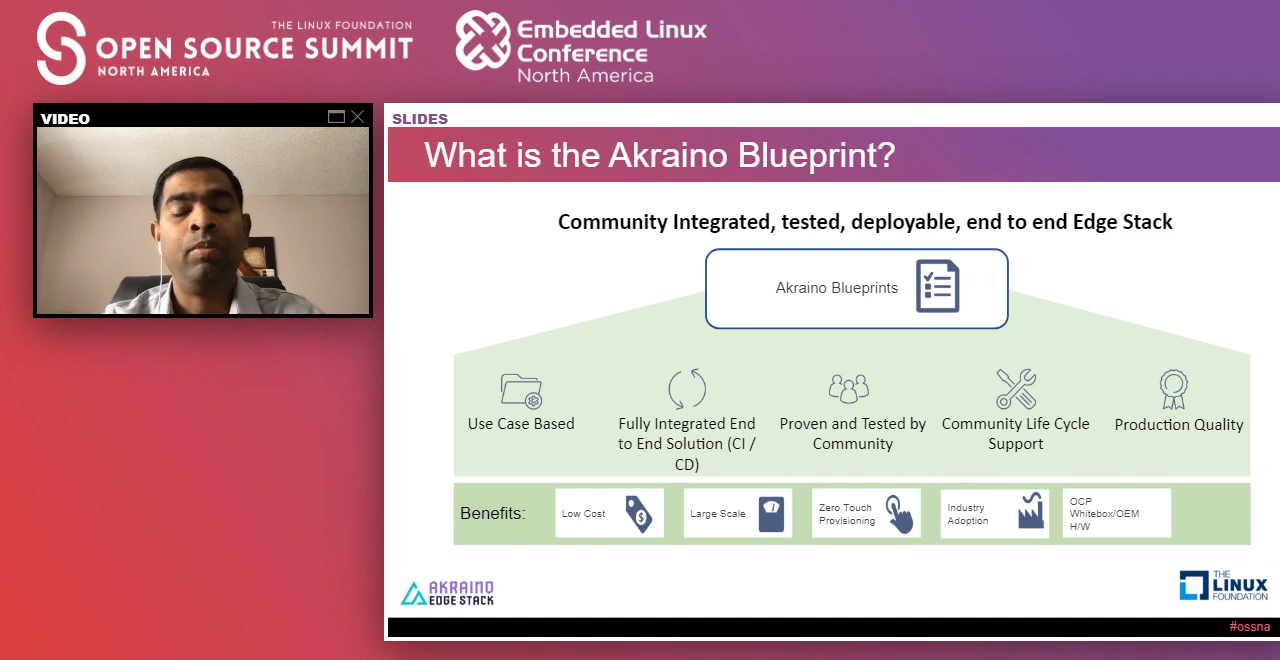 THE LINUX FOUNDATION
OPEN SOURCE SUMMIT
NORTH AMERICA
Embedded Linux
Conference
North America
VIDEO
SLIDES
What is the Akraino Blueprint?
Community Integrated, tested, deployable, end to end Edge Stack
Akraino Blueprints
Use Case Based
Fully Integrated End
to End Solution (CI /
CD)
Proven and Tested by
Community
Community Life Cycle
Support
Production Quality
Benefits:
Low Cost
Large Scale
Zero Touch
Provisioning
Industry
Adoption
OCP
Whitebox/OEM
H/W
AKRAINO
EDGE STACK
THE
LINUX
FOUNDATION
#ossna